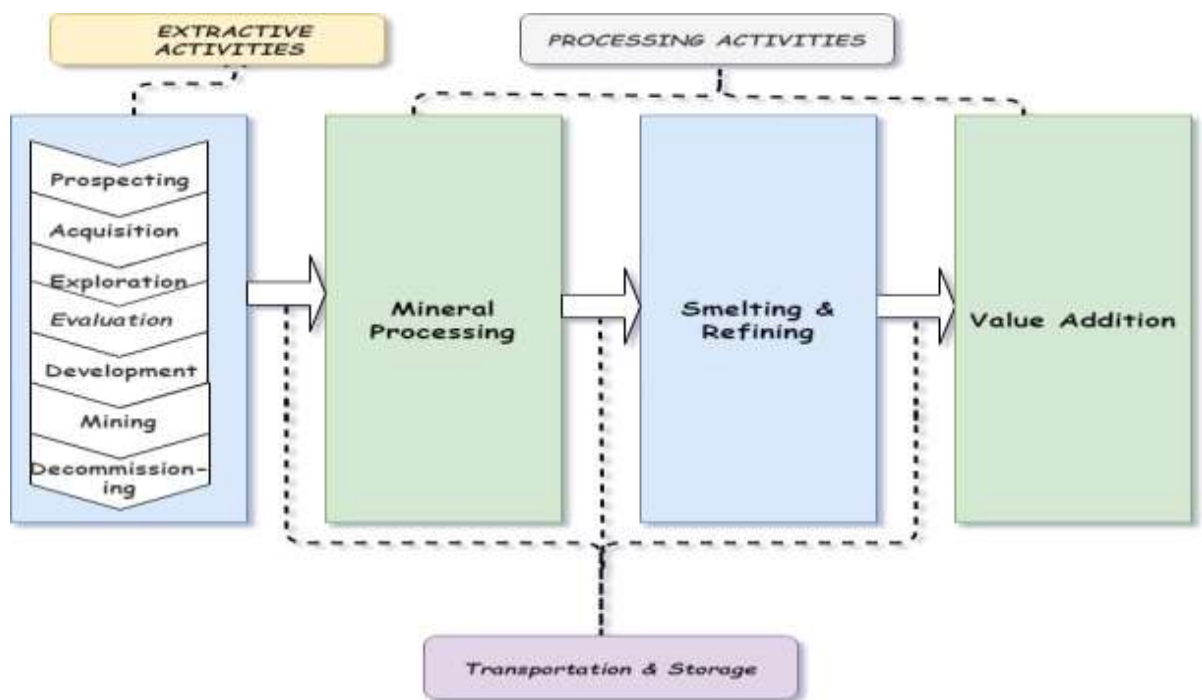 EXTRACTIVE
ACTIVITIES
PROCESSING ACTIVITIES
Prospecting
Acquisition
Exploration
Evaluation
Development
Mining
Decommission-
ing
Mineral
Processing
Smelting &
Refining
Value Addition
Transportation & Storage